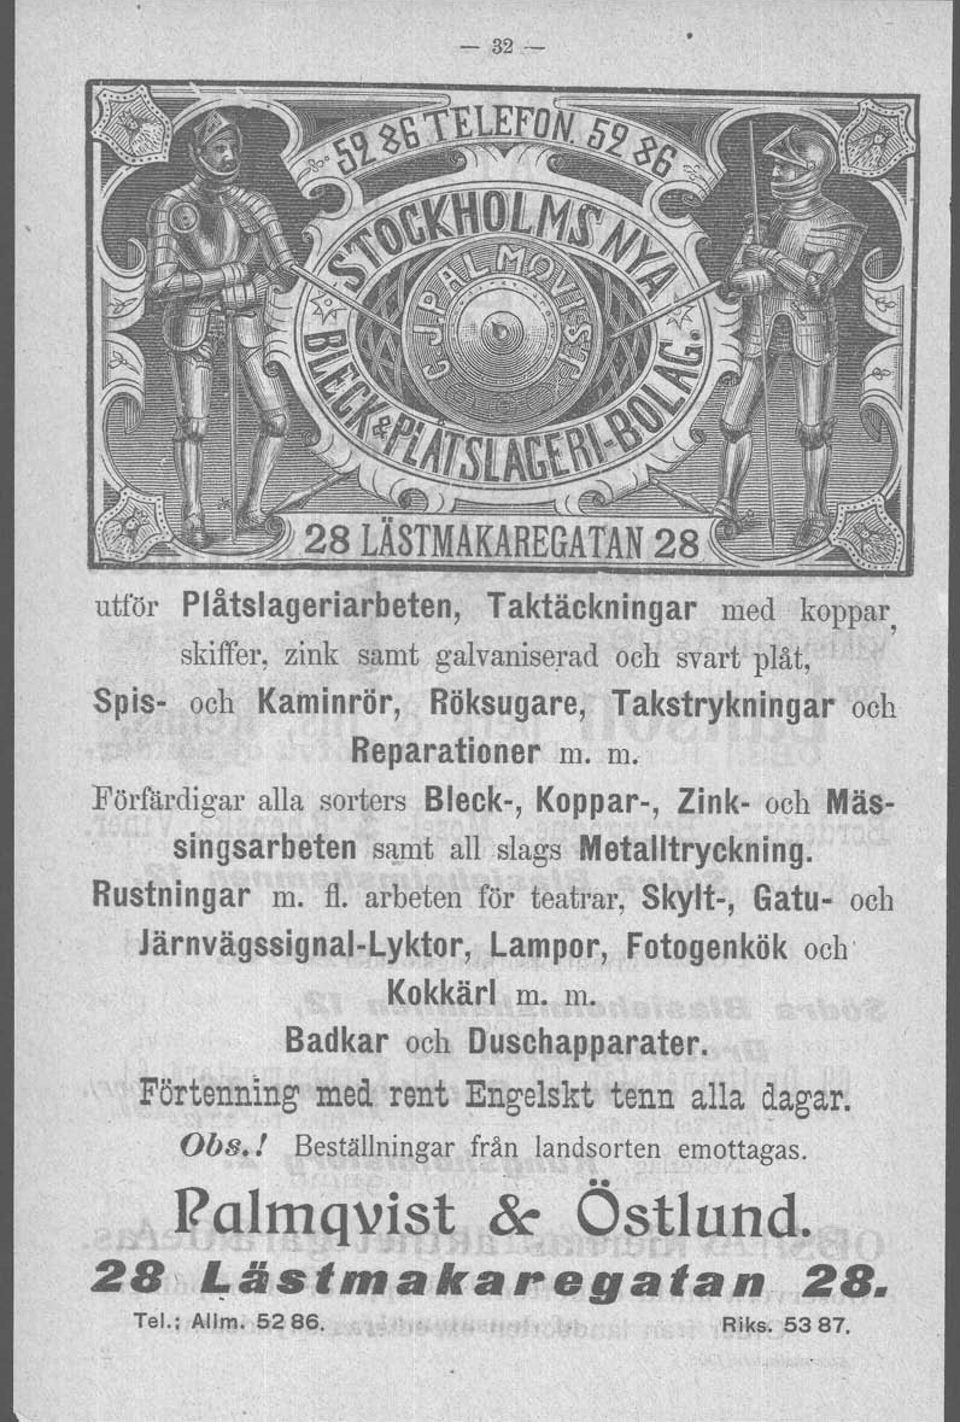 — 32 —
52 86 TELEFON. 52 86
STOCKHOLMS NYA
C.J. PALMQVIST
BLECK & PLÅTSLAGERI-BOLAG.
28 LÄSTMAKAREGATAN 28
utför Plåtslageriarbeten, Taktäckningar med koppar,
skiffer, zink samt galvaniserad och svart plåt,
Spis- och Kaminrör, Röksugare, Takstrykningar och
Reparationer m. m.
Förfärdigar alla sorters Bleck-, Koppar-, Zink- och Mäs-
singsarbeten samt all slags Metalltryckning.
Rustningar m. fl. arbeten för teatrar, Skylt-, Gatu- och
Järnvägssignal-Lyktor, Lampor, Fotogenkök och
Kokkärl m. m.
Badkar och Duschapparater.
Förtenning med rent Engelskt tenn alla dagar.
Obs.! Beställningar från landsorten emottagas.
Palmqvist & Östlund.
28 Lästmakaregatan 28.
Tel.: Allm. 52 86. Riks. 53 87.